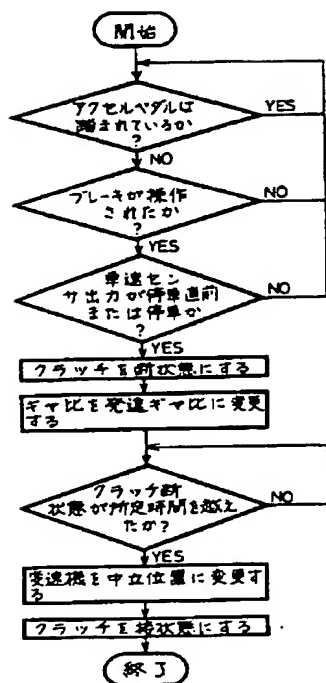 開始
アクセルペダルは
踏まれているか
?
YES
NO
ブレーキが操作
されたか
?
NO
YES
車速セン
サ出力が停車直前
または停車か
?
NO
YES
クラッチを断状態にする
ギヤ比を発進ギヤ比に変更
する
クラッチ断
状態が所定時間を越え
たか?
NO
YES
変速機を中立位置に変更す
る
クラッチを接状態にする
終了